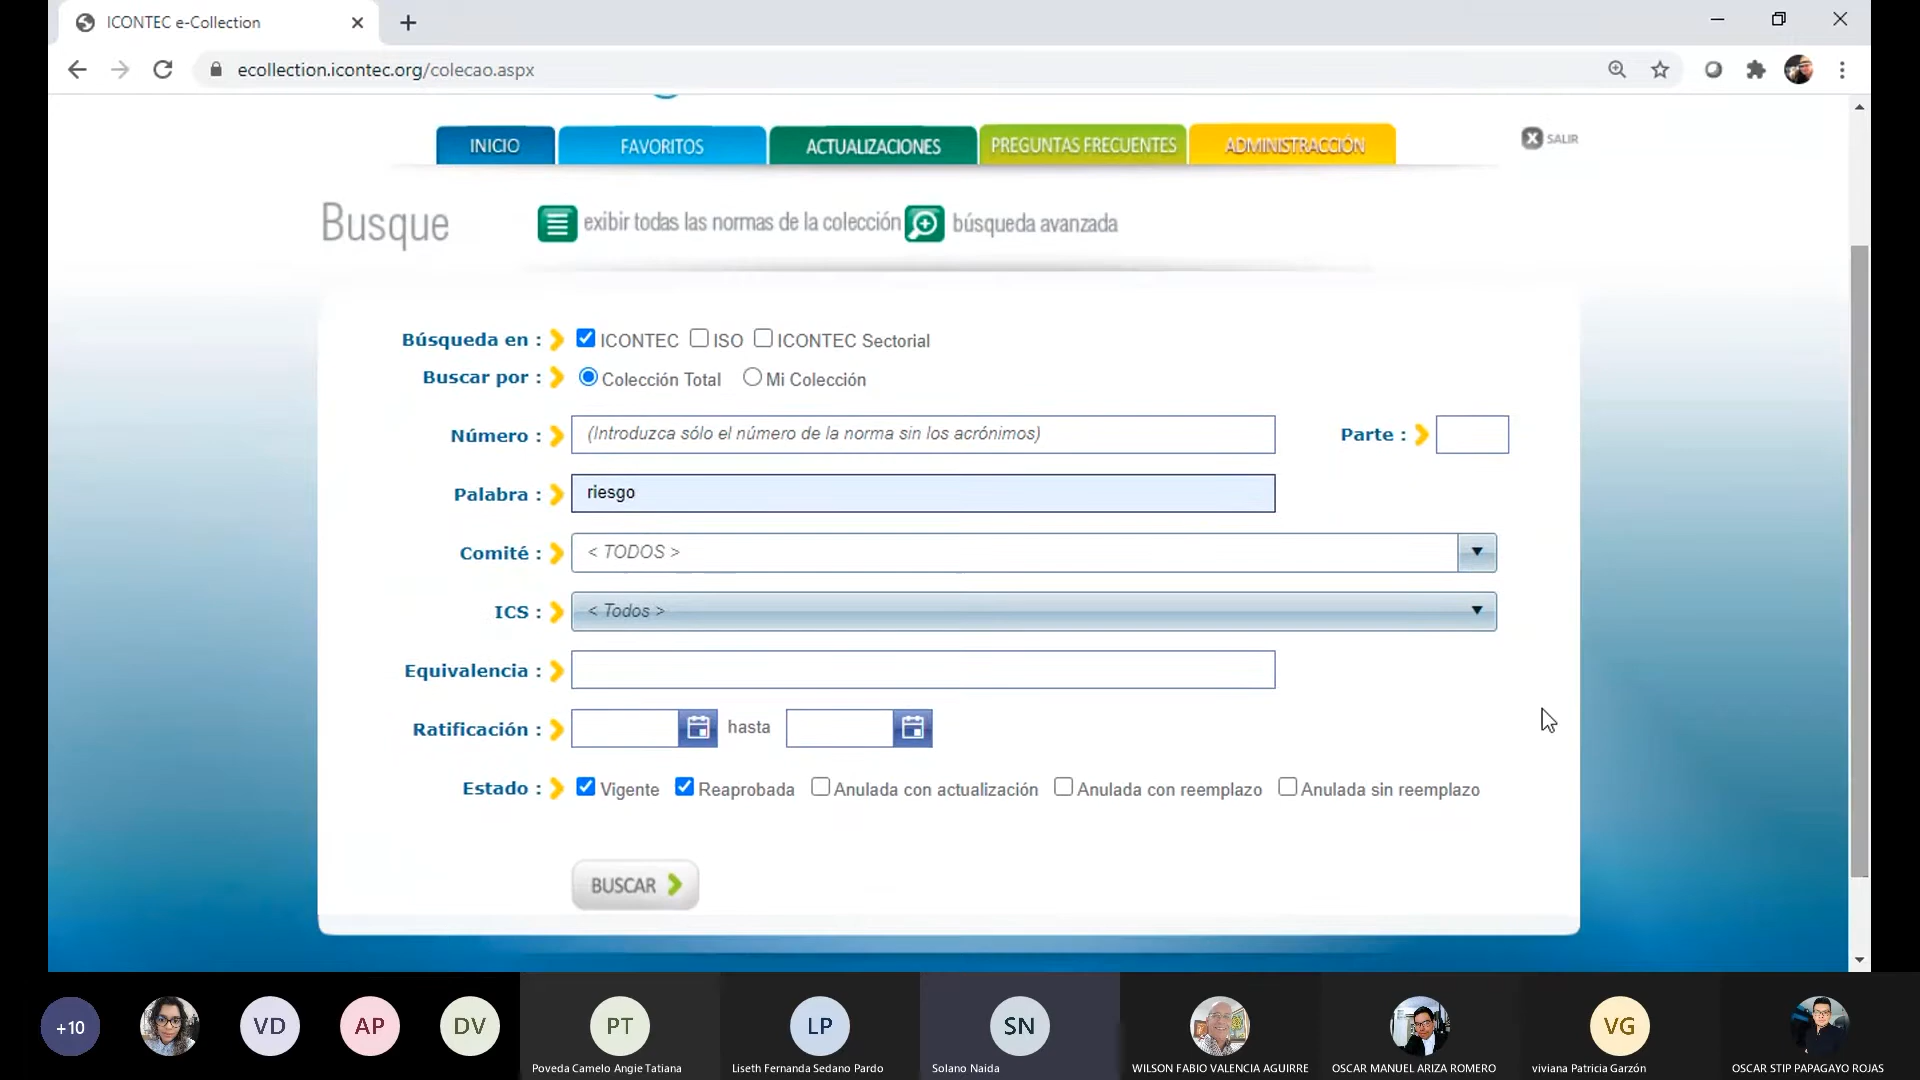 ICONTEC e-Collection
ecollection.icontec.org/colecao.aspx
INICIO FAVORITOS ACTUALIZACIONES PREGUNTAS FRECUENTES ADMINISTRACCIÓN SALIR
Busque exibir todas las normas de la colección búsqueda avanzada
Búsqueda en : ICONTEC ISO ICONTEC Sectorial
Buscar por : Colección Total Mi Colección
Número : (Introduzca sólo el número de la norma sin los acrónimos) Parte :
Palabra : riesgo
Comité : < TODOS >
ICS : < Todos >
Equivalencia :
Ratificación : hasta
Estado : Vigente Reaprobada Anulada con actualización Anulada con reemplazo Anulada sin reemplazo
BUSCAR
+10 VD AP DV PT LP SN VG
Poveda Camelo Angie Tatiana Liseth Fernanda Sedano Pardo Solano Naida WILSON FABIO VALENCIA AGUIRRE OSCAR MANUEL ARIZA ROMERO viviana Patricia Garzón OSCAR STIP PAPAGAYO ROJAS